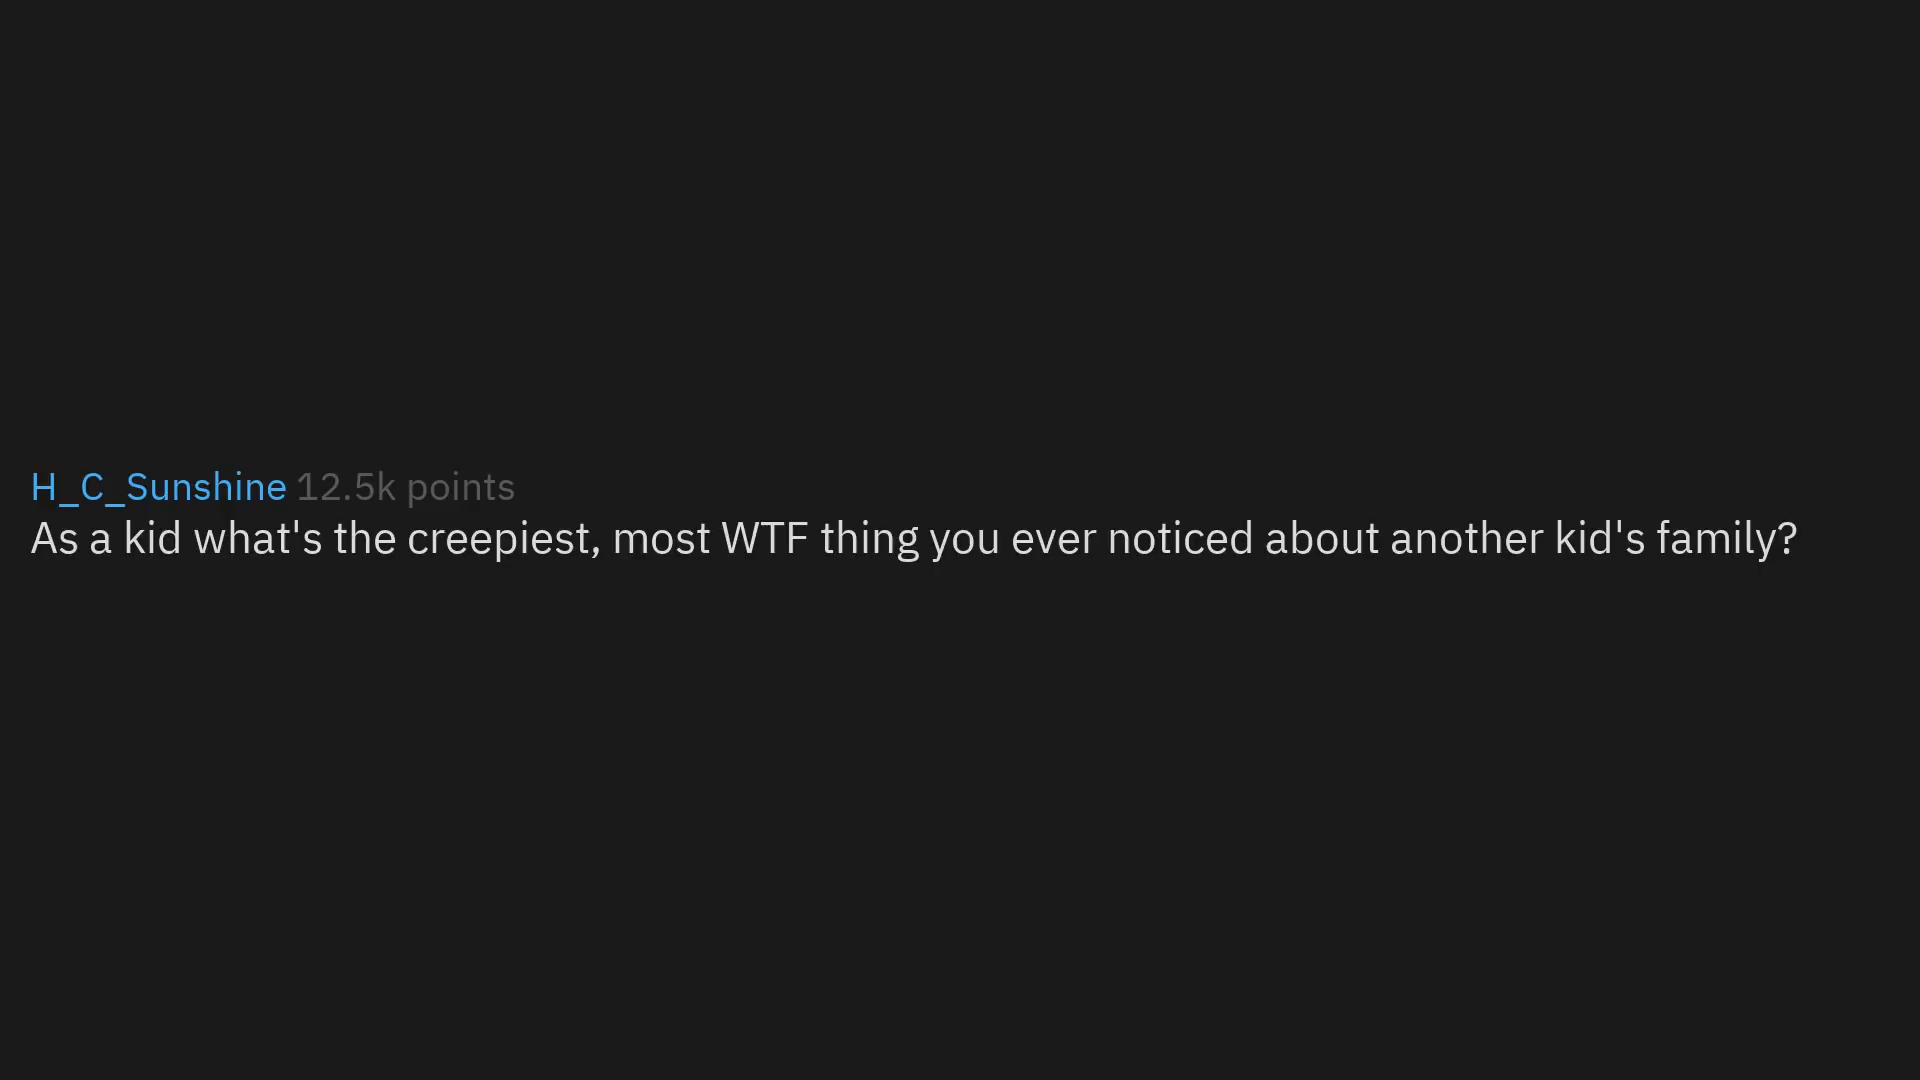 H_C_Sunshine 12.5k points
As a kid what's the creepiest, most WTF thing you ever noticed about another kid's family?